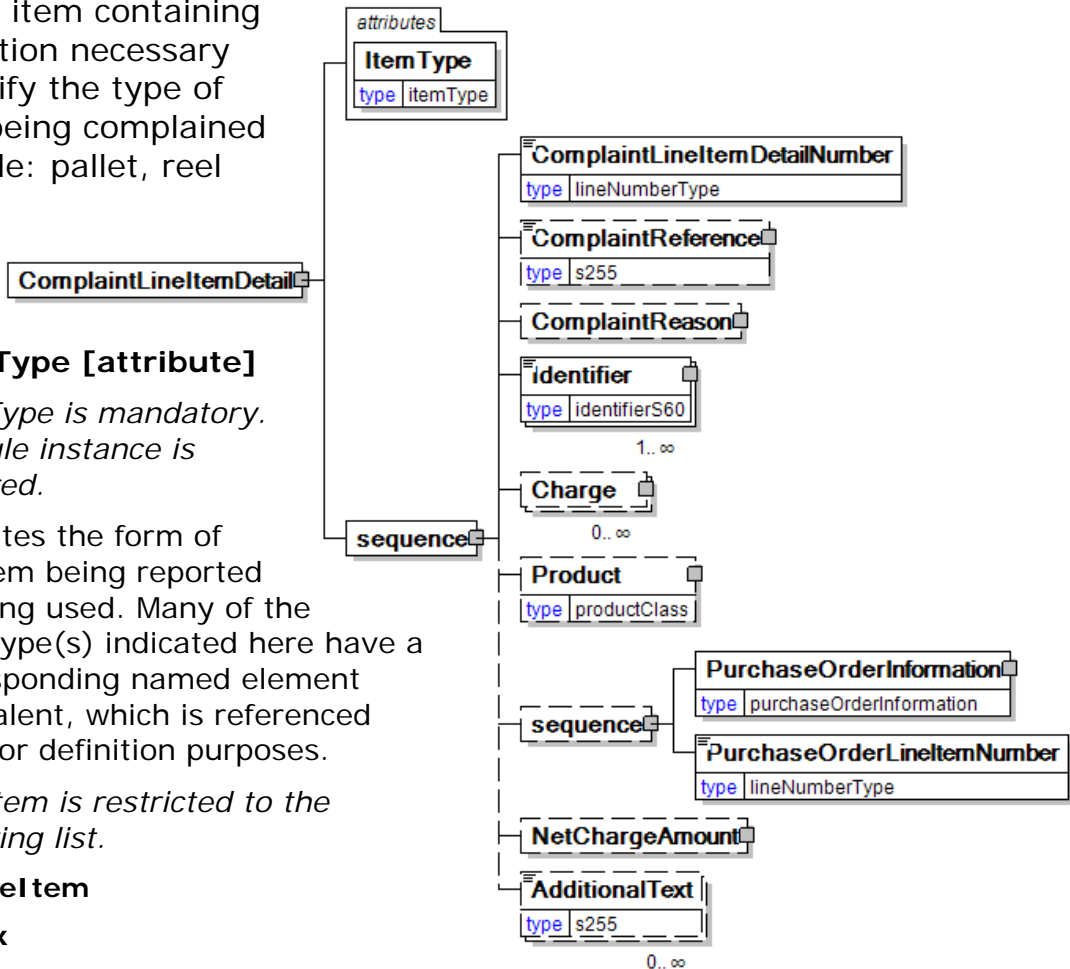 item containing
tion necessary
ify the type of
being complained
le: pallet, reel
ComplaintLineItemDetail
Type [attribute]
Type is mandatory.
gle instance is
red.
tes the form of
em being reported
ng used. Many of the
ype(s) indicated here have a
sponding named element
alent, which is referenced
or definition purposes.
tem is restricted to the
ing list.
eItem
x
attributes
ItemType
type itemType
sequence
ComplaintLineItemDetailNumber
type lineNumberType
ComplaintReference
type s255
ComplaintReason
Identifier
type identifierS60
1..∞
Charge
0..∞
Product
type productClass
sequence
PurchaseOrderInformation
type purchaseOrderInformation
PurchaseOrderLineItemNumber
type lineNumberType
NetChargeAmount
AdditionalText
type s255
0..∞